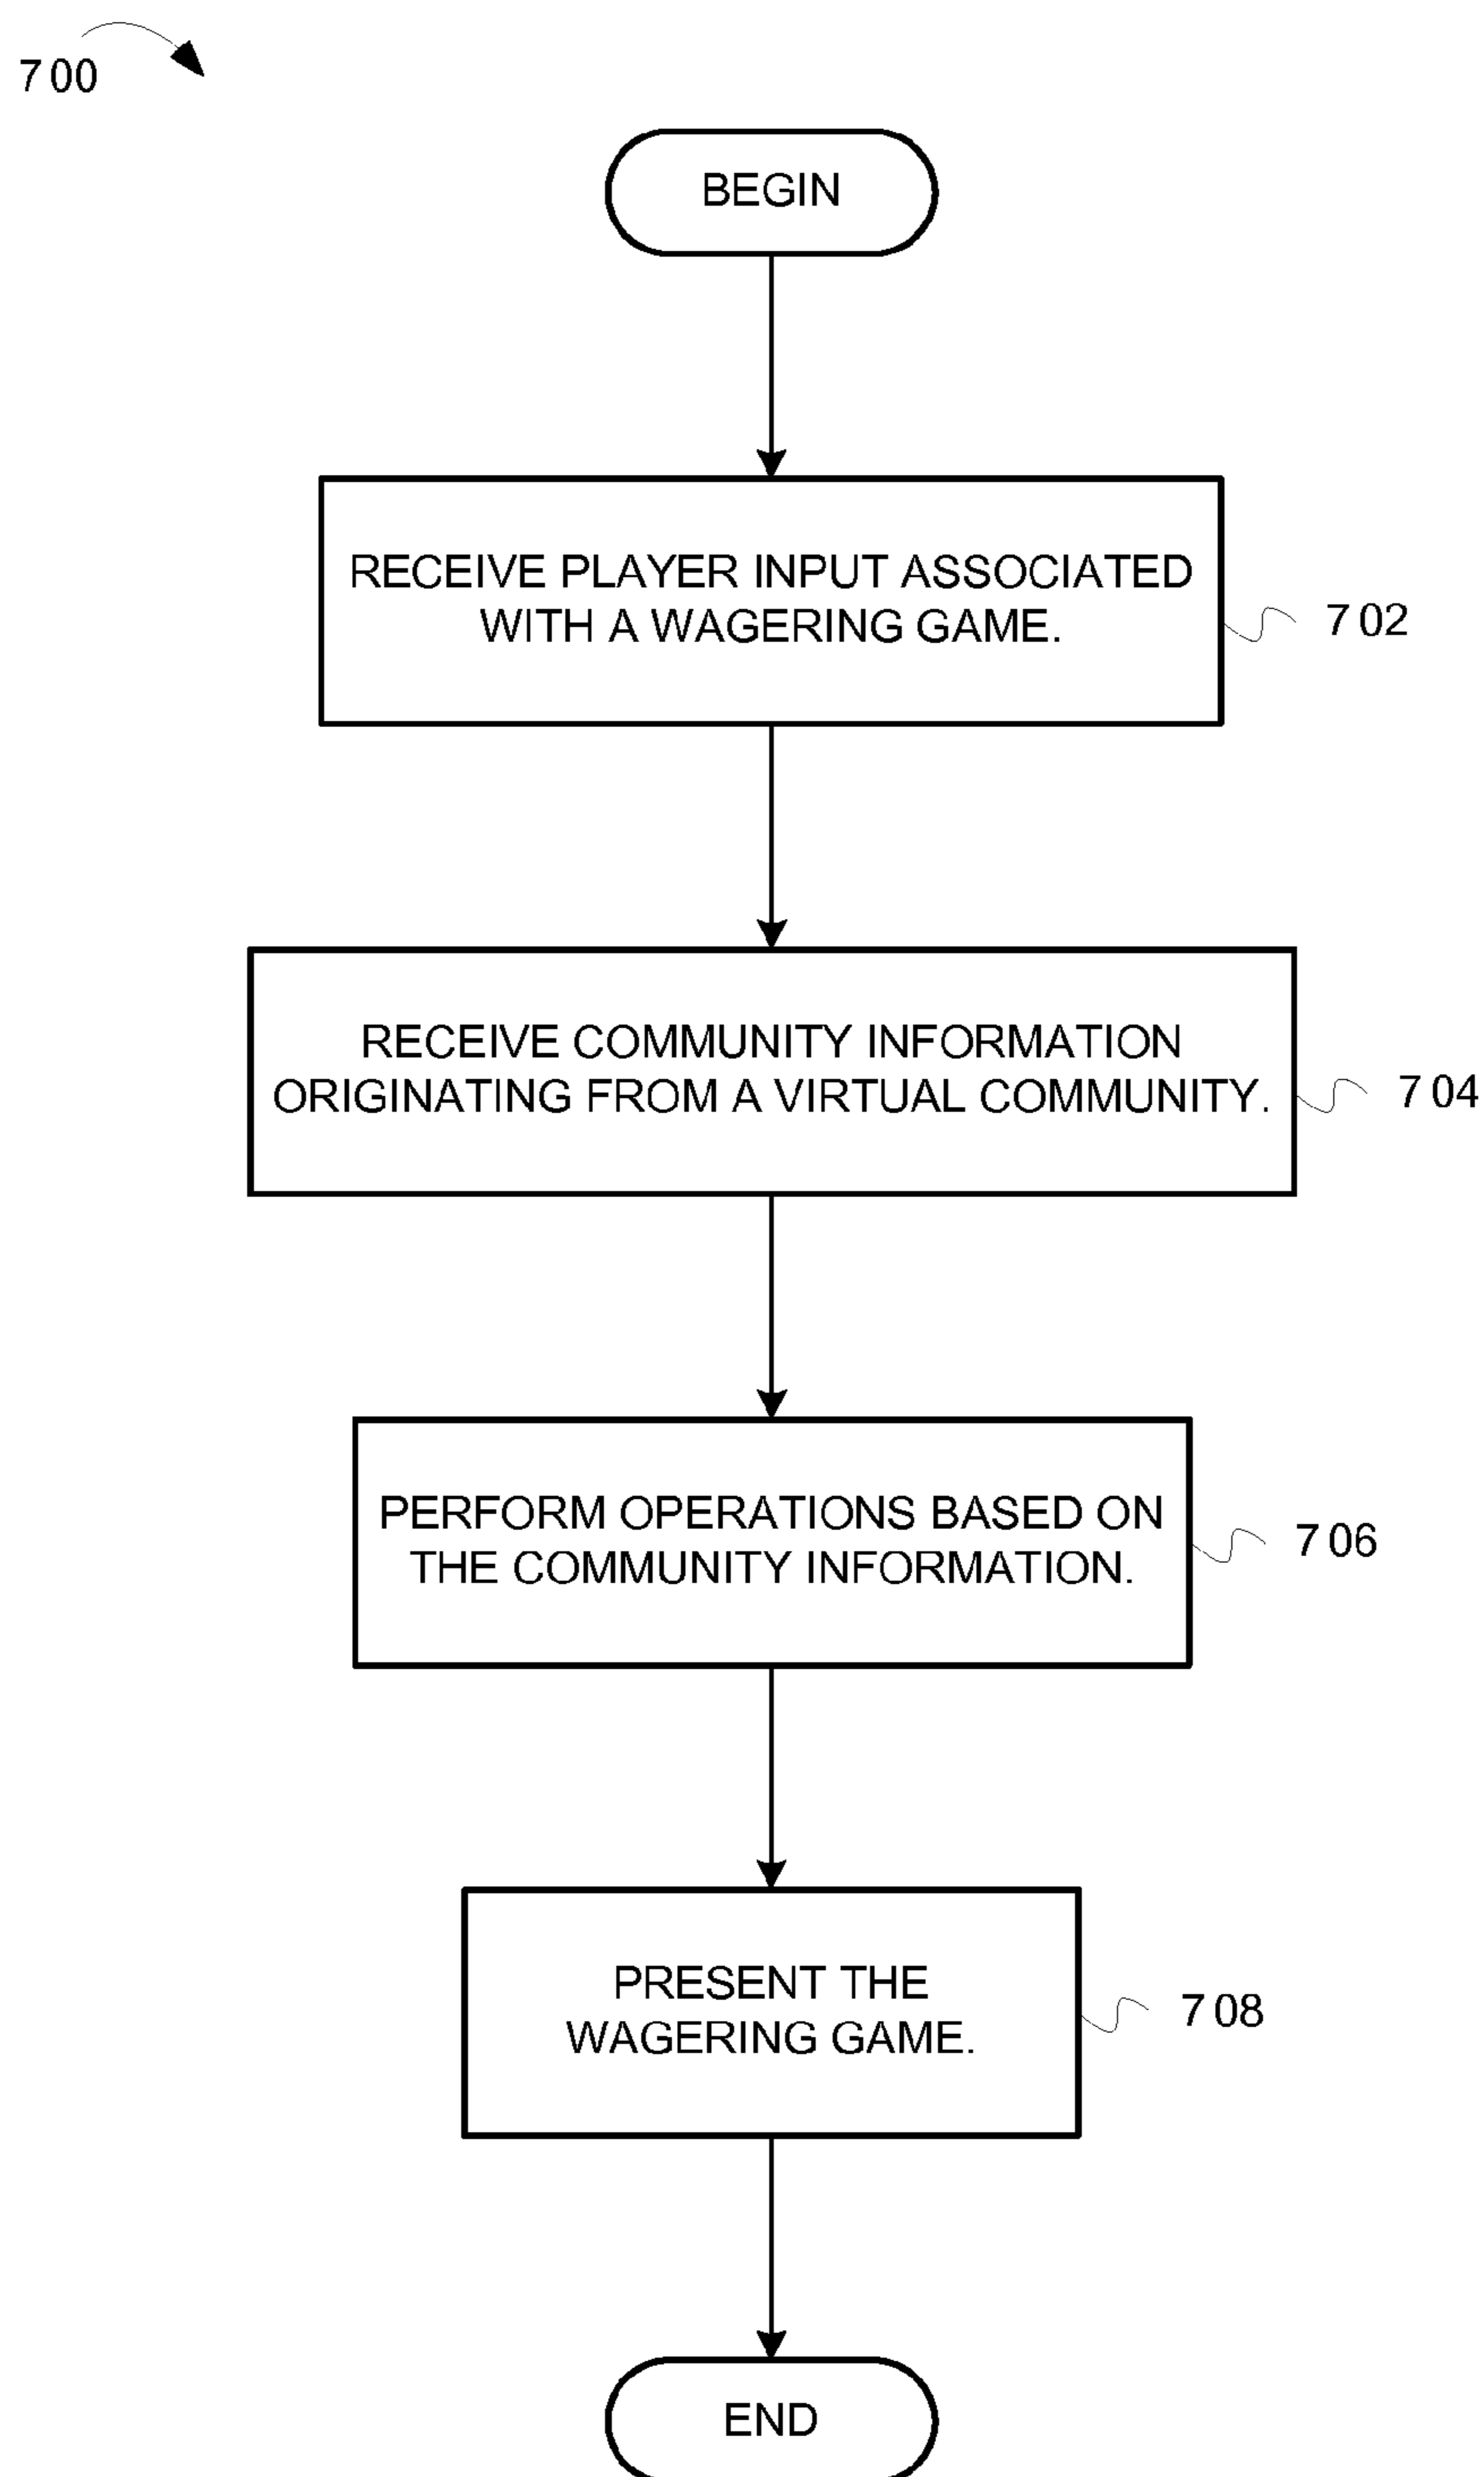 700
BEGIN
RECEIVE PLAYER INPUT ASSOCIATED
WITH A WAGERING GAME.
702
RECEIVE COMMUNITY INFORMATION
ORIGINATING FROM A VIRTUAL COMMUNITY.
704
PERFORM OPERATIONS BASED ON
THE COMMUNITY INFORMATION.
706
PRESENT THE
WAGERING GAME.
708
END